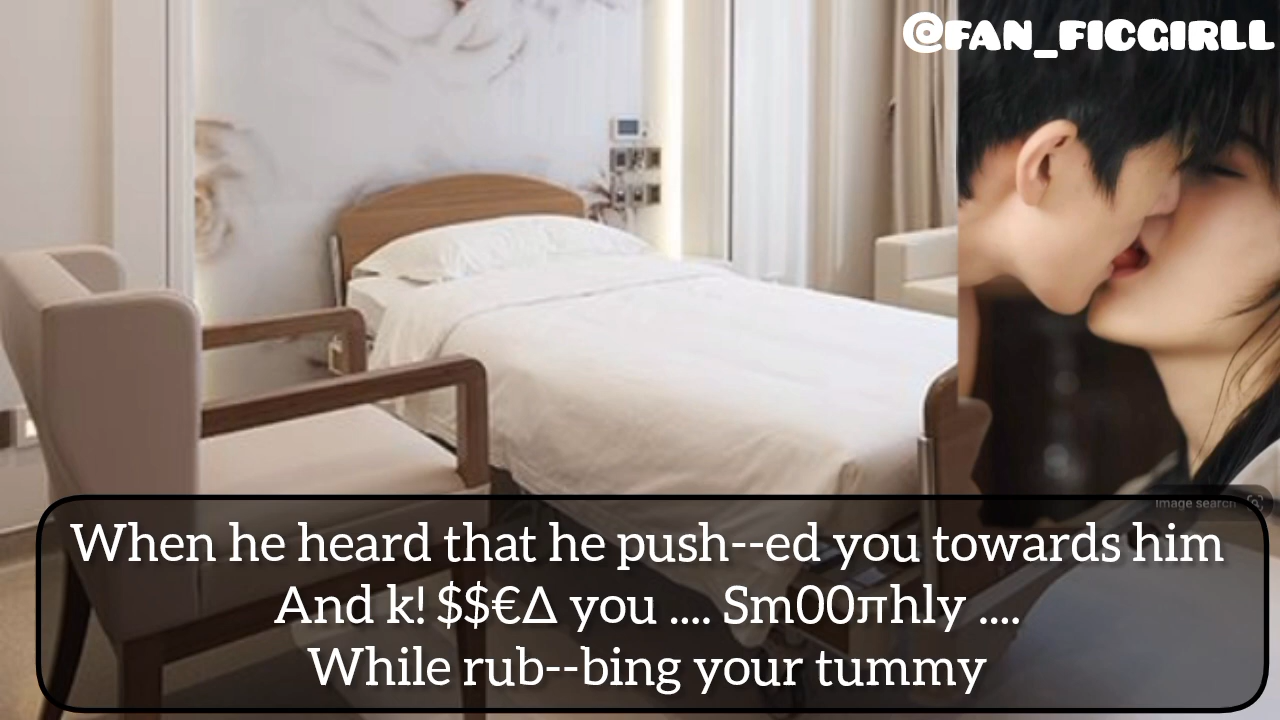 @FAN_FICGIRLL
Image search
When he heard that he push--ed you towards him
And k! $$€Δ you .... Sm00πhly ....
While rub--bing your tummy